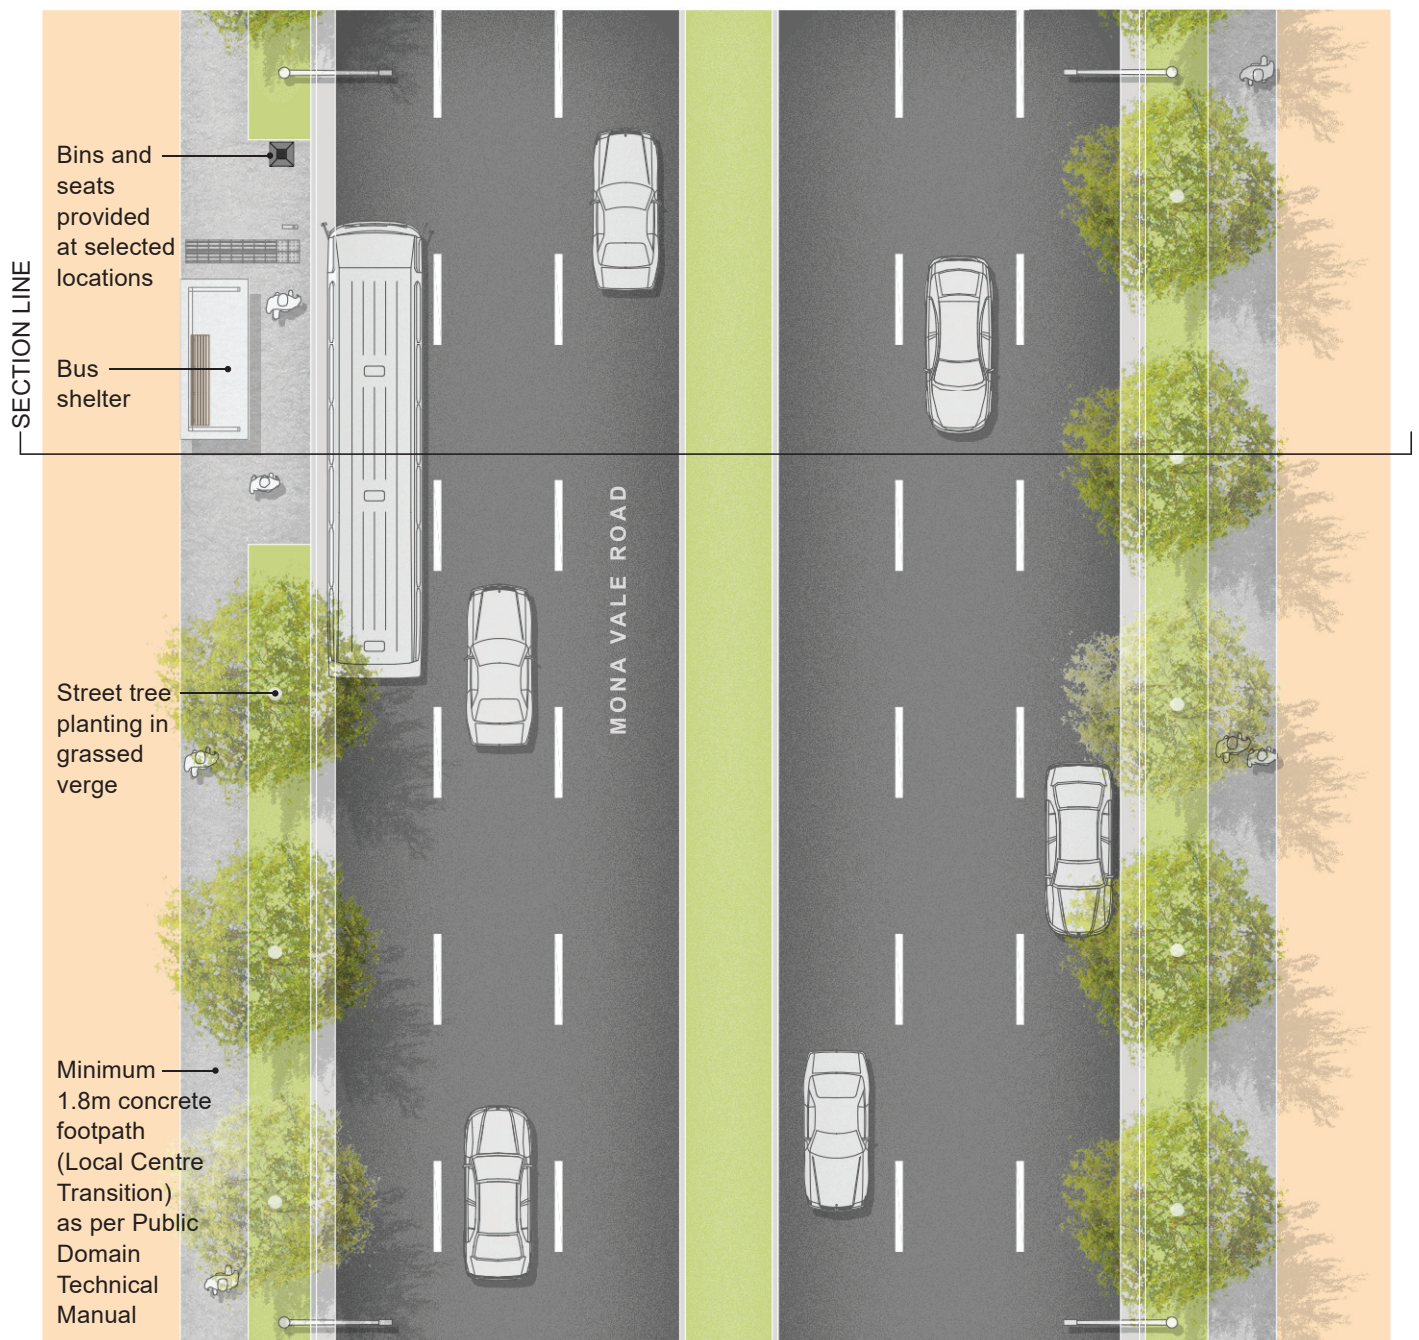 Bins and
seats
provided
at selected
locations
SECTION LINE
Bus
shelter
MONA VALE ROAD
Street tree
planting in
grassed
verge
Minimum
1.8m concrete
footpath
(Local Centre
Transition)
as per Public
Domain
Technical
Manual